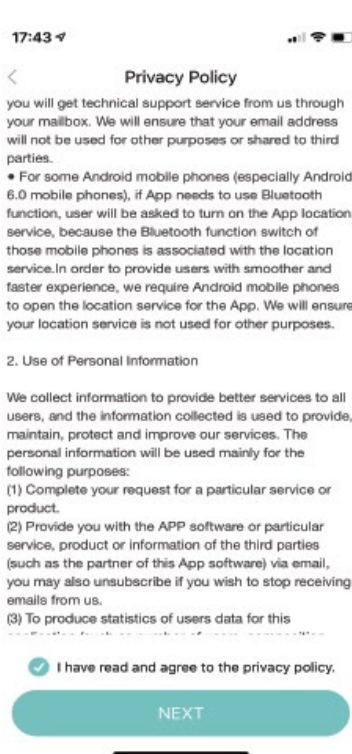 17:43
Privacy Policy
you will get technical support service from us through
your mailbox. We will ensure that your email address
will not be used for other purposes or shared to third
parties.
• For some Android mobile phones (especially Android
6.0 mobile phones), if App needs to use Bluetooth
function, user will be asked to turn on the App location
service, because the Bluetooth function switch of
those mobile phones is associated with the location
service.In order to provide users with smoother and
faster experience, we require Android mobile phones
to open the location service for the App. We will ensure
your location service is not used for other purposes.
2. Use of Personal Information
We collect information to provide better services to all
users, and the information collected is used to provide,
maintain, protect and improve our services. The
personal information will be used mainly for the
following purposes:
(1) Complete your request for a particular service or
product.
(2) Provide you with the APP software or particular
service, product or information of the third parties
(such as the partner of this App software) via email,
you may also unsubscribe if you wish to stop receiving
emails from us.
(3) To produce statistics of users data for this
I have read and agree to the privacy policy.
NEXT